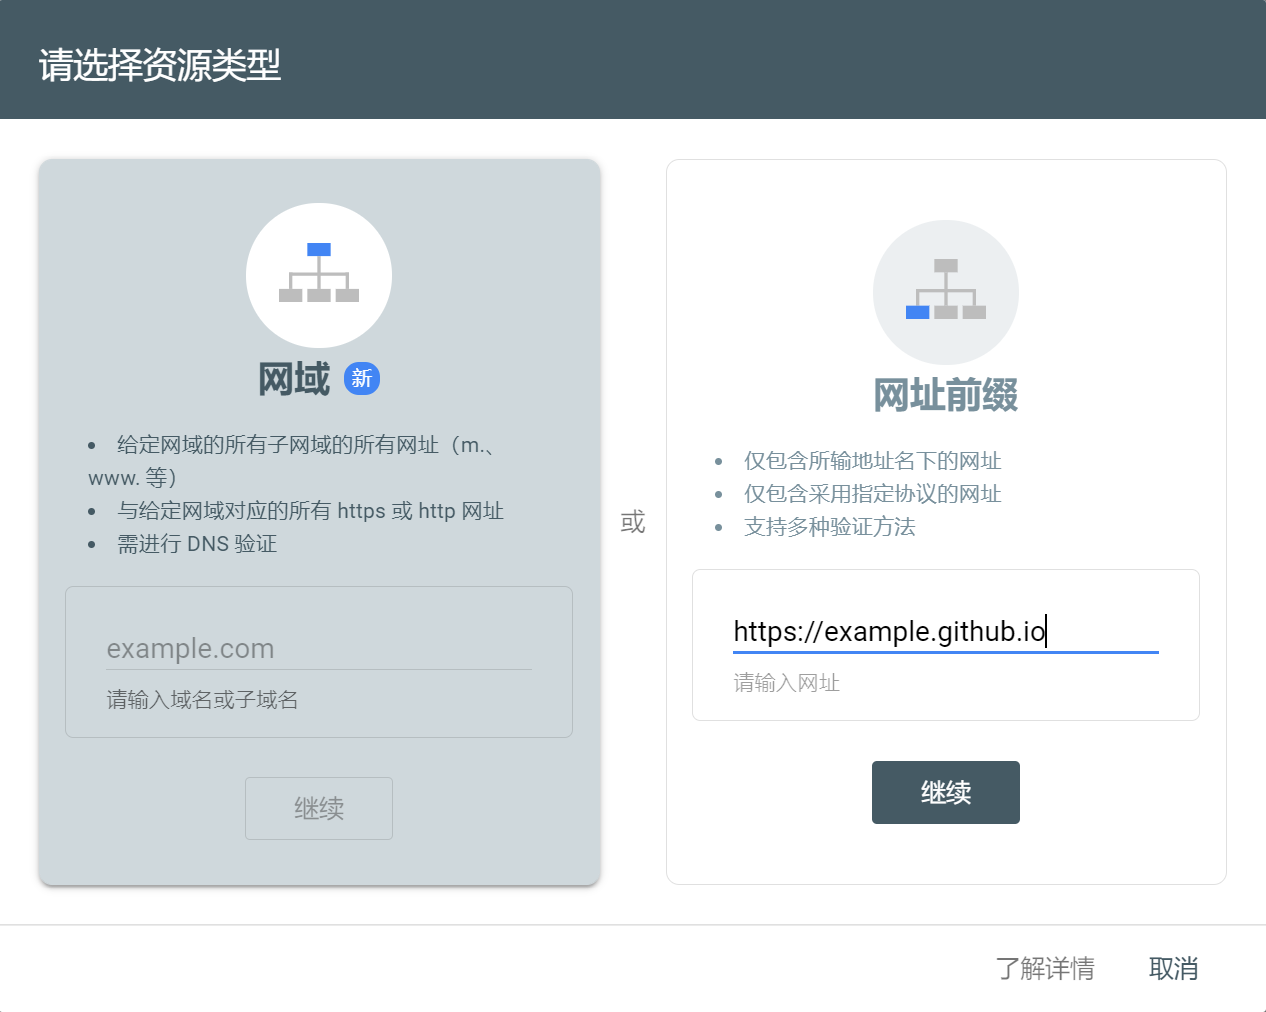 请选择资源类型
网域 新
给定网域的所有子网域的所有网址（m.、
www. 等）
与给定网域对应的所有 https 或 http 网址
需进行 DNS 验证
example.com
请输入域名或子域名
继续
或
网址前缀
仅包含所输地址名下的网址
仅包含采用指定协议的网址
支持多种验证方法
https://example.github.io
请输入网址
继续
了解详情
取消